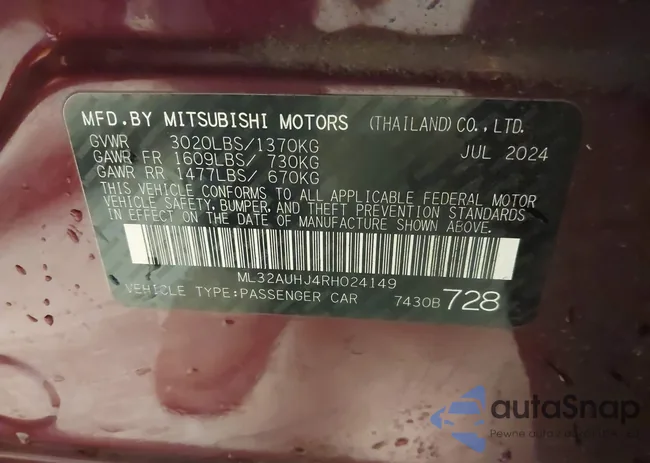 MFD.BY MITSUBISHI MOTORS (THAILAND) CO.,LTD.
GVWR 3020LBS/1370KG JUL 2024
GAWR FR 1609LBS/ 730KG
GAWR RR 1477LBS/ 670KG
THIS VEHICLE CONFORMS TO ALL APPLICABLE FEDERAL MOTOR
VEHICLE SAFETY, BUMPER, AND THEFT PREVENTION STANDARDS
IN EFFECT ON THE DATE OF MANUFACTURE SHOWN ABOVE.
ML32AUHJ4RH024149
VEHICLE TYPE:PASSENGER CAR 7430B 728
autaSnap
Pewne auto